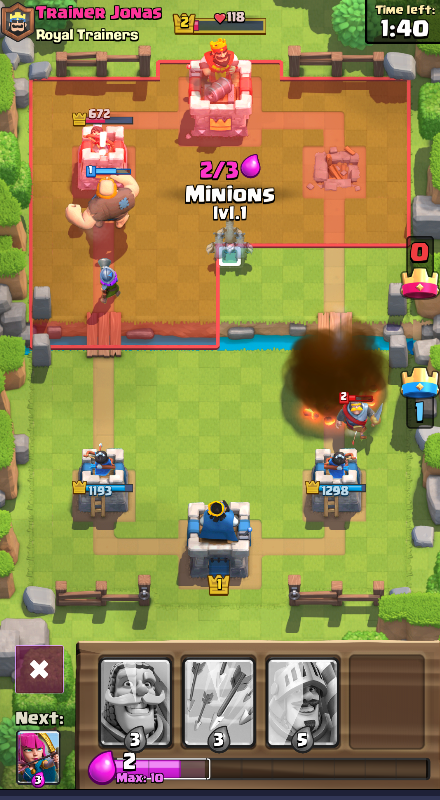 Trainer Jonas
Royal Trainers
2
118
Time left:
1:40
672
1
2/3
Minions
lvl.1
0
2
1
1193
1298
1
3
3
5
Next:
3
2
Max:10